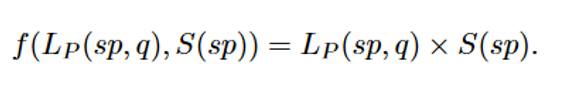 f(L_P(sp, q), S(sp)) = L_P(sp, q) × S(sp).